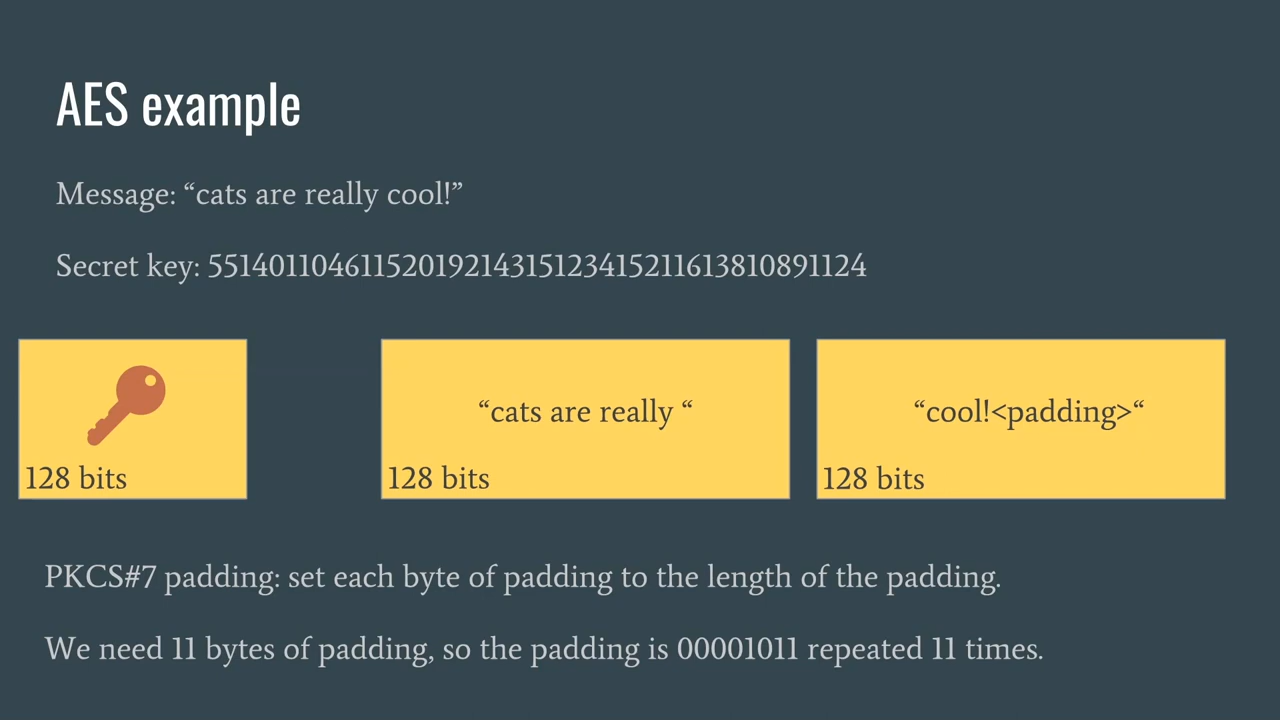 AES example
Message: “cats are really cool!”
Secret key: 55140110461152019214315123415211613810891124
“cats are really “
“cool!<padding>“
128 bits
128 bits
128 bits
PKCS#7 padding: set each byte of padding to the length of the padding.
We need 11 bytes of padding, so the padding is 00001011 repeated 11 times.